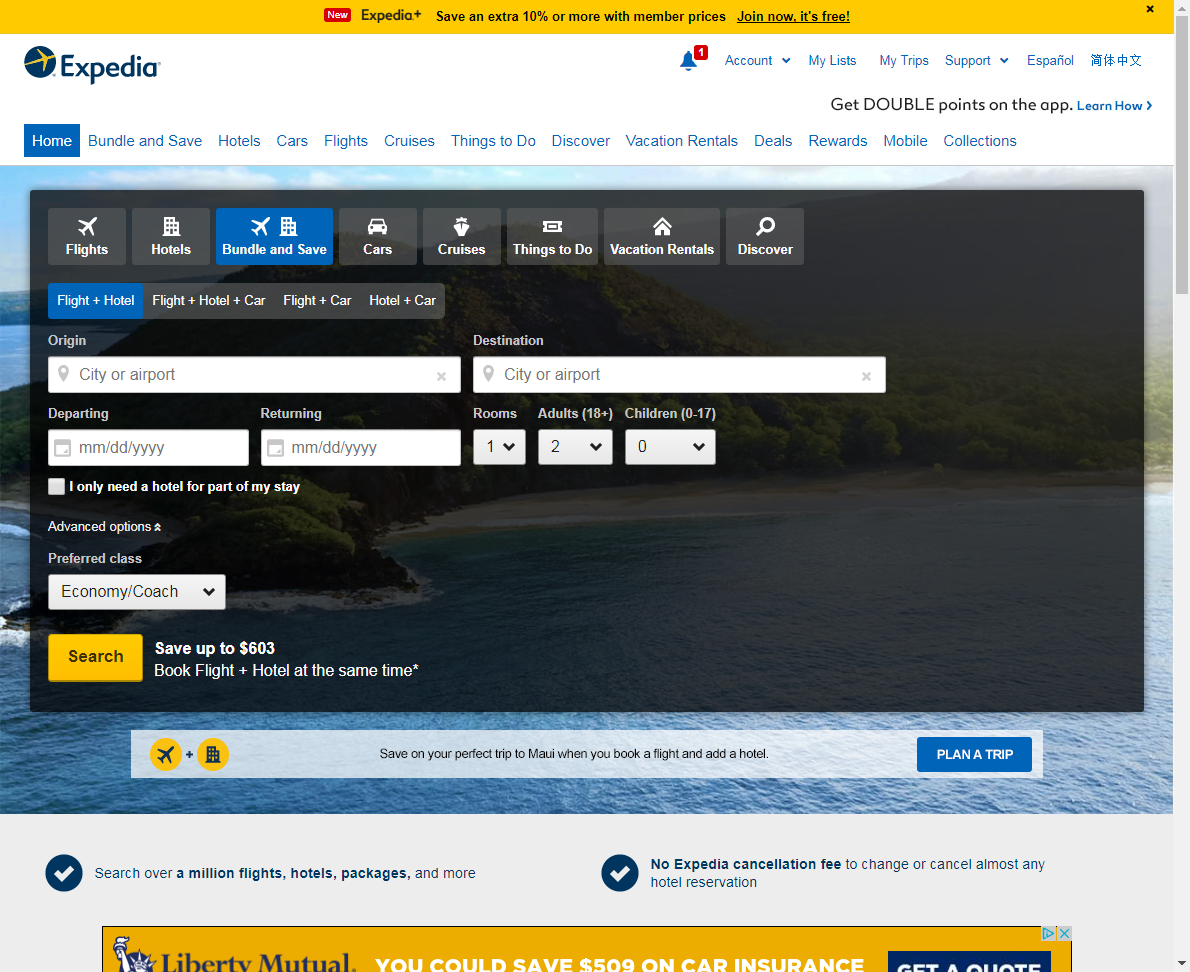 New Expedia+ Save an extra 10% or more with member prices Join now, it's free!
Expedia
1 Account My Lists My Trips Support Español 简体中文
Get DOUBLE points on the app. Learn How
Home Bundle and Save Hotels Cars Flights Cruises Things to Do Discover Vacation Rentals Deals Rewards Mobile Collections
Flights Hotels Bundle and Save Cars Cruises Things to Do Vacation Rentals Discover
Flight + Hotel Flight + Hotel + Car Flight + Car Hotel + Car
Origin Destination
City or airport City or airport
Departing Returning Rooms Adults (18+) Children (0-17)
mm/dd/yyyy mm/dd/yyyy 1 2 0
I only need a hotel for part of my stay
Advanced options
Preferred class
Economy/Coach
Search Save up to $603
Book Flight + Hotel at the same time*
+ Save on your perfect trip to Maui when you book a flight and add a hotel. PLAN A TRIP
Search over a million flights, hotels, packages, and more
No Expedia cancellation fee to change or cancel almost any
hotel reservation
Liberty Mutual. YOU COULD SAVE $509 ON CAR INSURANCE GET A QUOTE